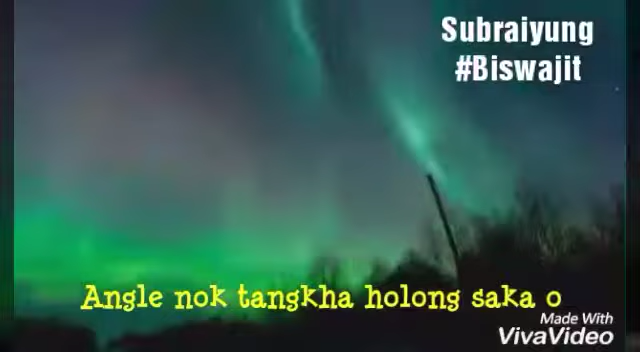 Subraiyung
#Biswajit
Angle nok tangkha holong saka o
Made With
VivaVideo